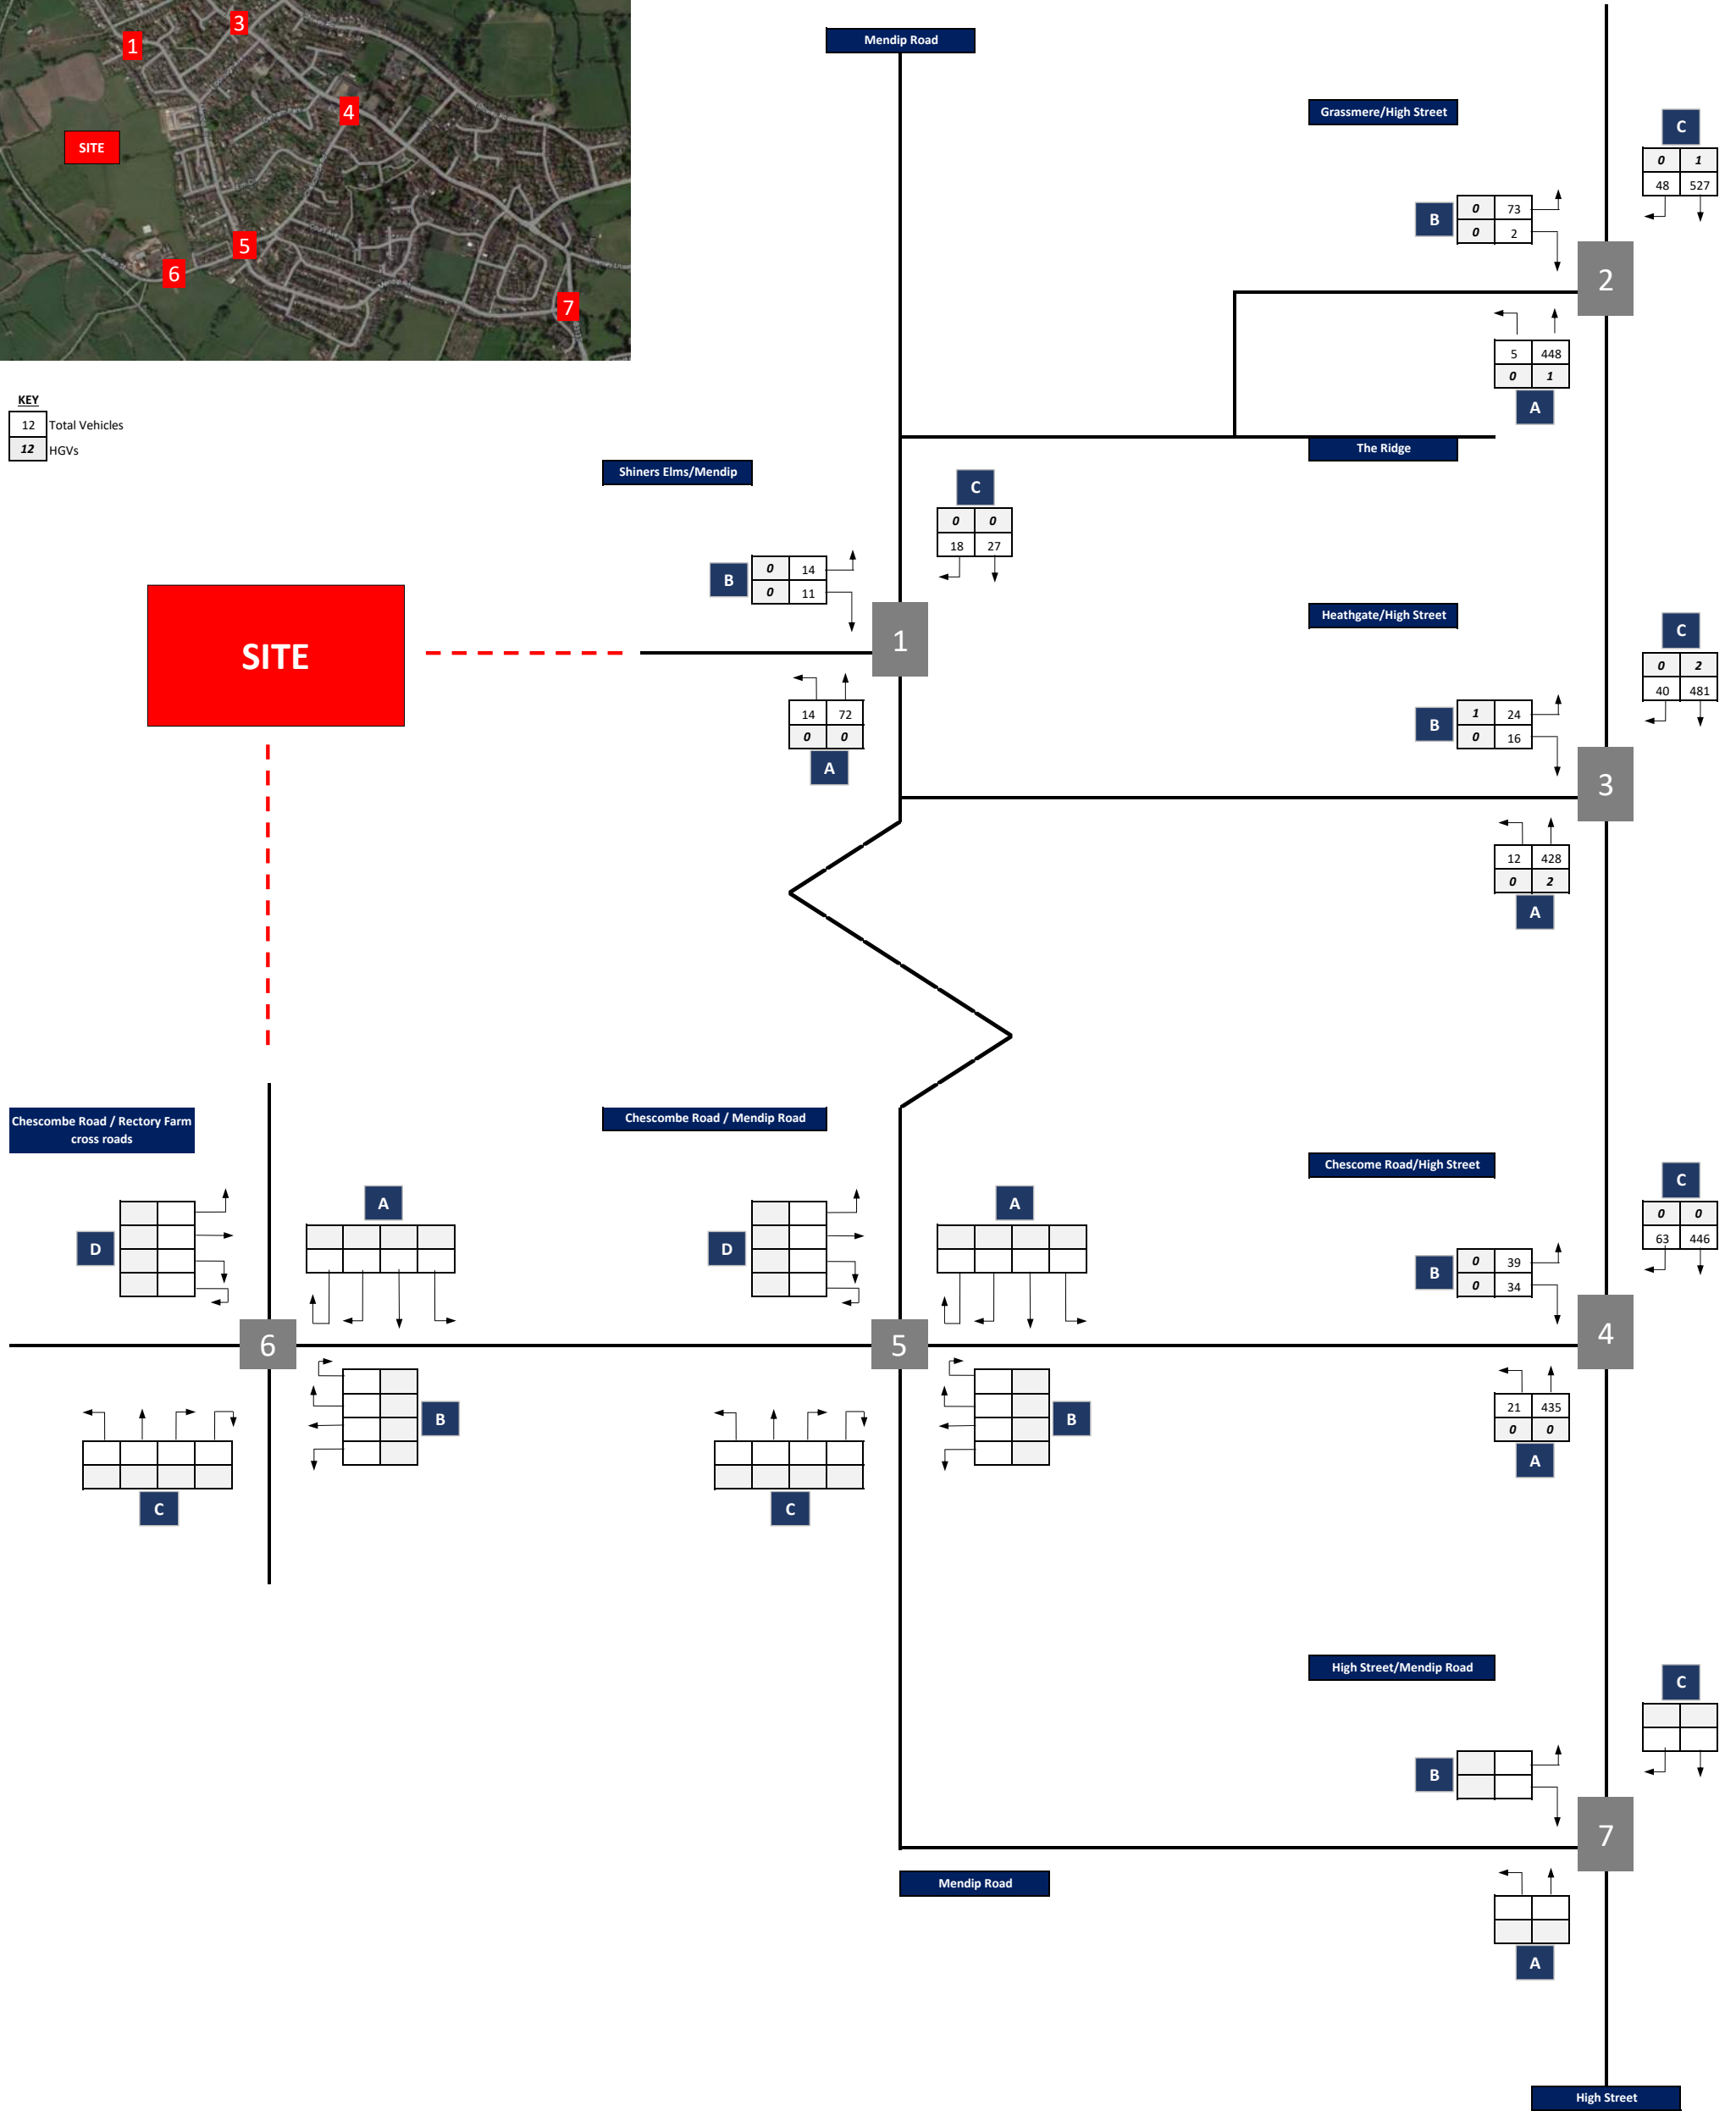 3
1
4
SITE
5
6
7
KEY
12 Total Vehicles
12 HGVs
Mendip Road
Grassmere/High Street
C
0 1
48 527
B
0 73
0 2
2
5 448
0 1
A
The Ridge
Shiners Elms/Mendip
C
0 0
18 27
B
0 14
0 11
1
SITE
14 72
0 0
A
Heathgate/High Street
C
0 2
40 481
B
1 24
0 16
3
12 428
0 2
A
Chescombe Road / Rectory Farm
cross roads
A
D
6
B
C
Chescombe Road / Mendip Road
A
D
5
B
C
Chescome Road/High Street
C
0 0
63 446
B
0 39
0 34
4
21 435
0 0
A
High Street/Mendip Road
C
B
7
Mendip Road
A
High Street